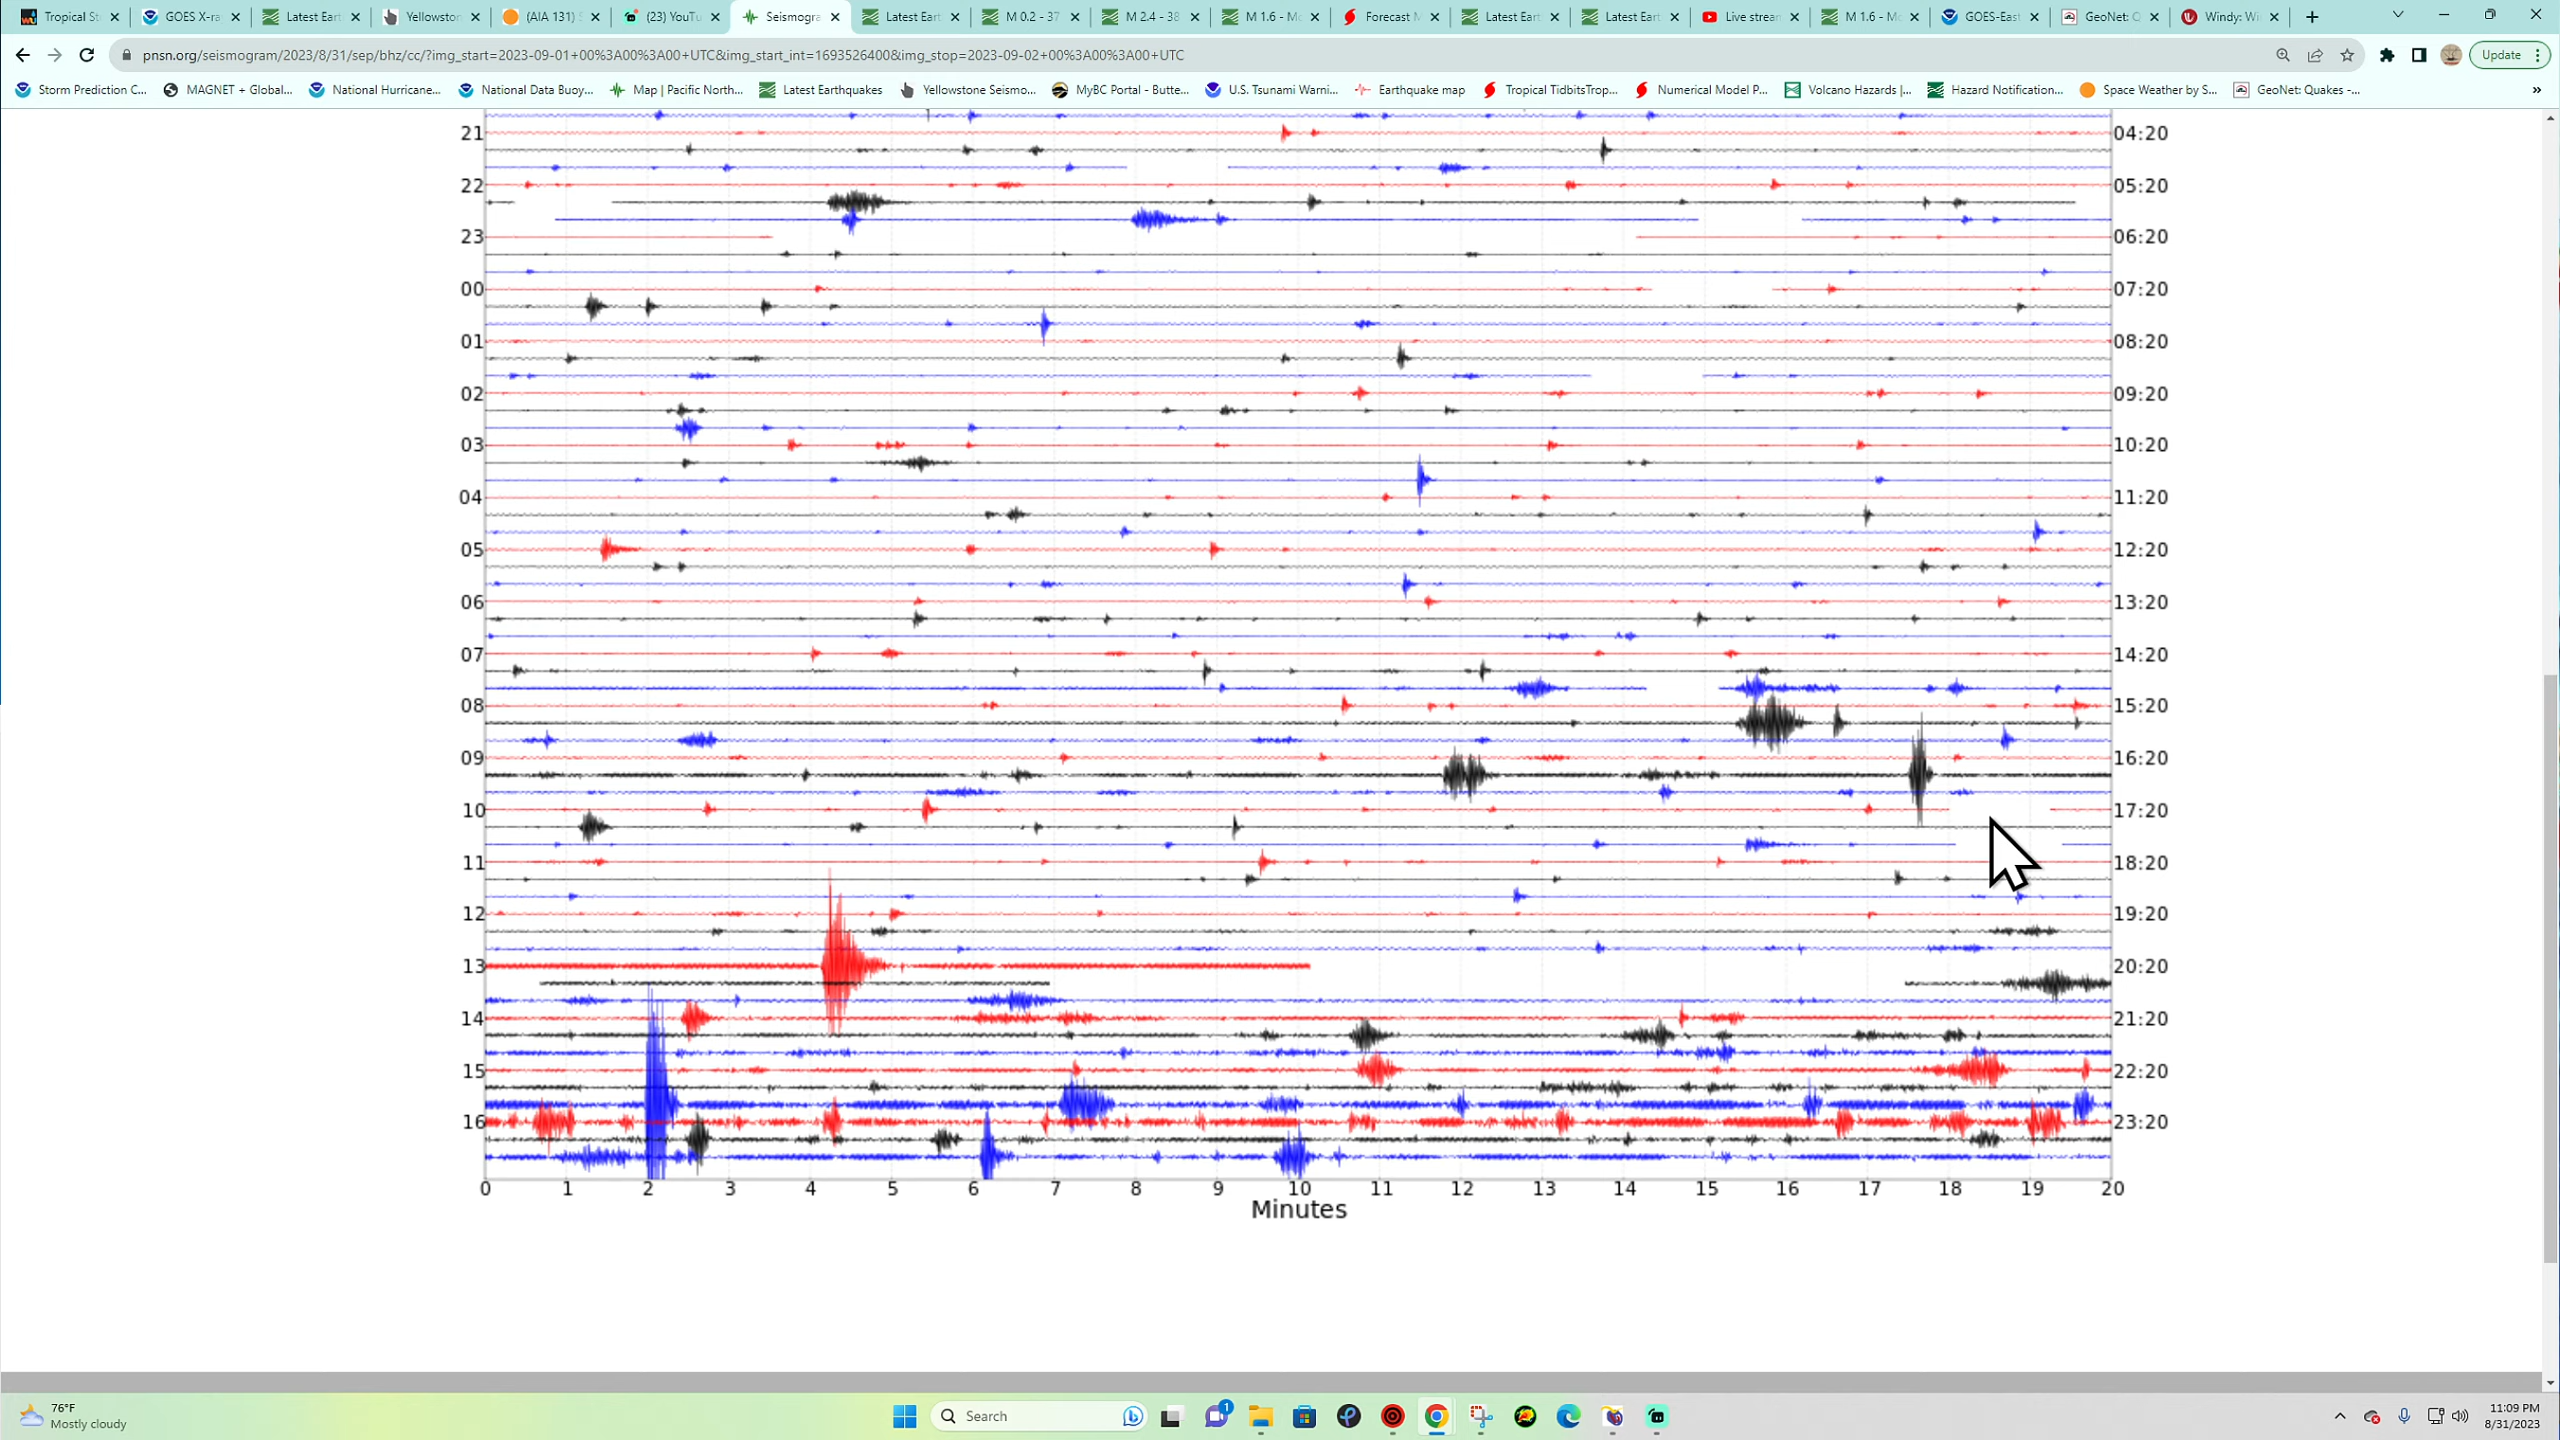 Tropical St
GOES X-ra
Latest Eart
Yellowston
(AIA 131) S
(23) YouTu
Seismogra
Latest Eart
M 0.2 - 37
M 2.4 - 38
M 1.6 - Mo
Forecast M
Latest Eart
Latest Eart
Live strea
M 1.6 - Mo
GOES-East
GeoNet: Q
Windy: Wi
pnsn.org/seismogram/2023/8/31/sep/bhz/cc/?img_start=2023-09-01+00%3A00%3A00+UTC&img_start_int=1693526400&img_stop=2023-09-02+00%3A00%3A00+UTC
Update
Storm Prediction C...
MAGNET + Global...
National Hurricane...
National Data Buoy...
Map | Pacific North...
Latest Earthquakes
Yellowstone Seismo...
MyBC Portal - Butte...
U.S. Tsunami Warni...
Earthquake map
Tropical TidbitsTrop...
Numerical Model P...
Volcano Hazards |...
Hazard Notification...
Space Weather by S...
GeoNet: Quakes -...
21 04:20
22 05:20
23 06:20
00 07:20
01 08:20
02 09:20
03 10:20
04 11:20
05 12:20
06 13:20
07 14:20
08 15:20
09 16:20
10 17:20
11 18:20
12 19:20
13 20:20
14 21:20
15 22:20
16 23:20
0 1 2 3 4 5 6 7 8 9 10 11 12 13 14 15 16 17 18 19 20
Minutes
76°F
Mostly cloudy
Search
1
11:09 PM
8/31/2023